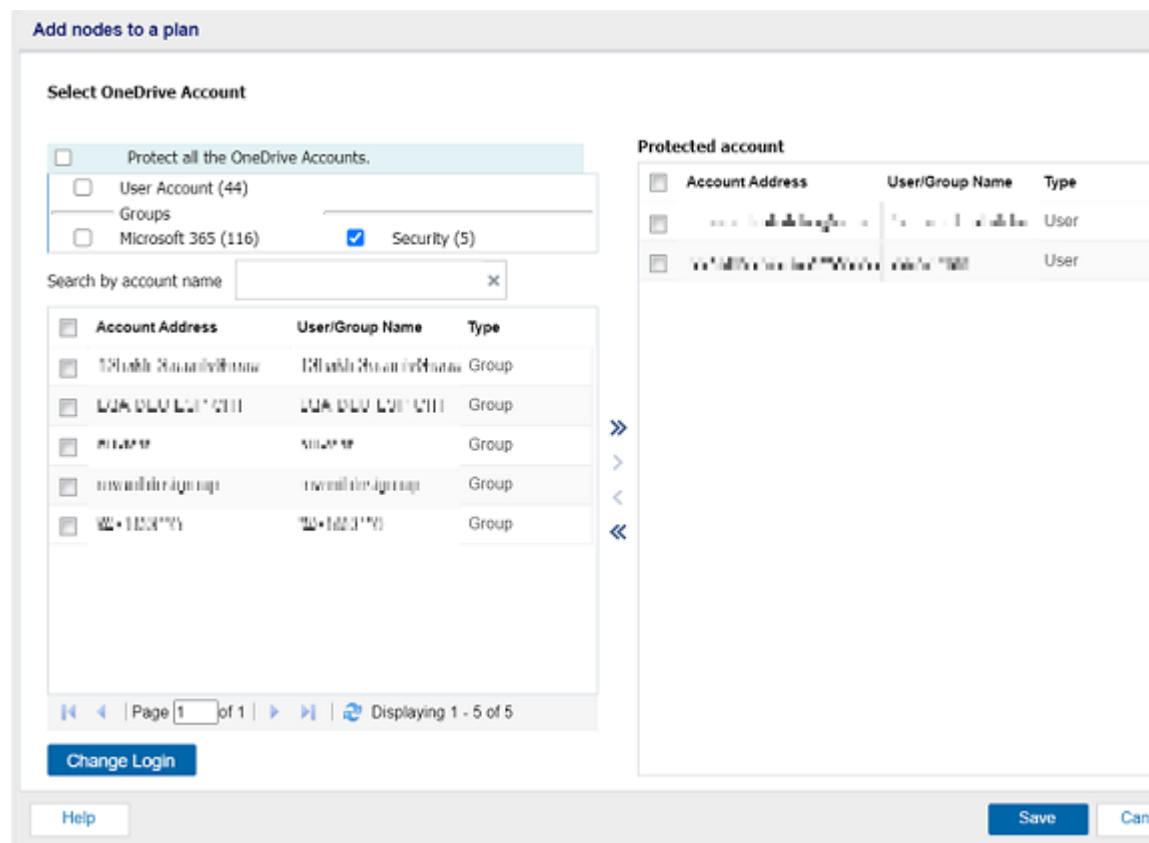 Add nodes to a plan
Select OneDrive Account
Protect all the OneDrive Accounts.
User Account (44)
Groups
Microsoft 365 (116) Security (5)
Search by account name
Account Address User/Group Name Type
Group
Group
Group
Group
Group
Page 1 of 1 Displaying 1 - 5 of 5
Change Login
Protected account
Account Address User/Group Name Type
User
User
Help Save Can